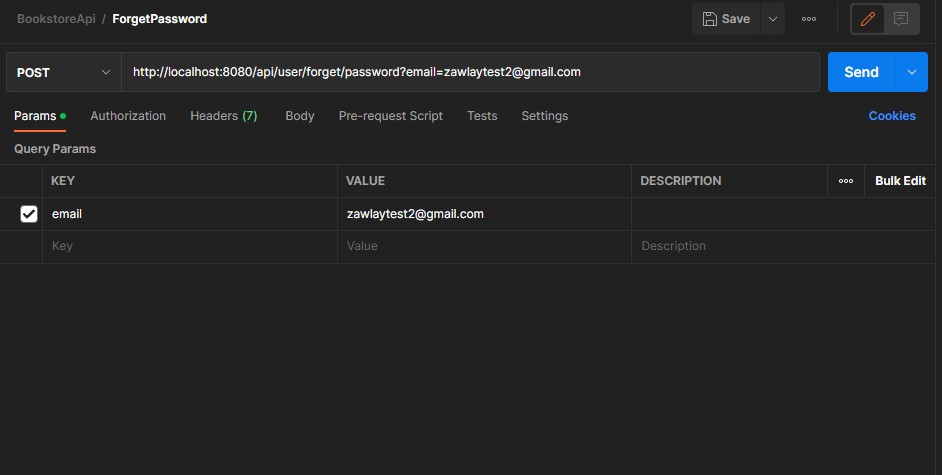 BookstoreApi / ForgetPassword Save
POST http://localhost:8080/api/user/forget/password?email=zawlaytest2@gmail.com Send
Params Authorization Headers (7) Body Pre-request Script Tests Settings Cookies
Query Params
KEY VALUE DESCRIPTION Bulk Edit
email zawlaytest2@gmail.com
Key Value Description